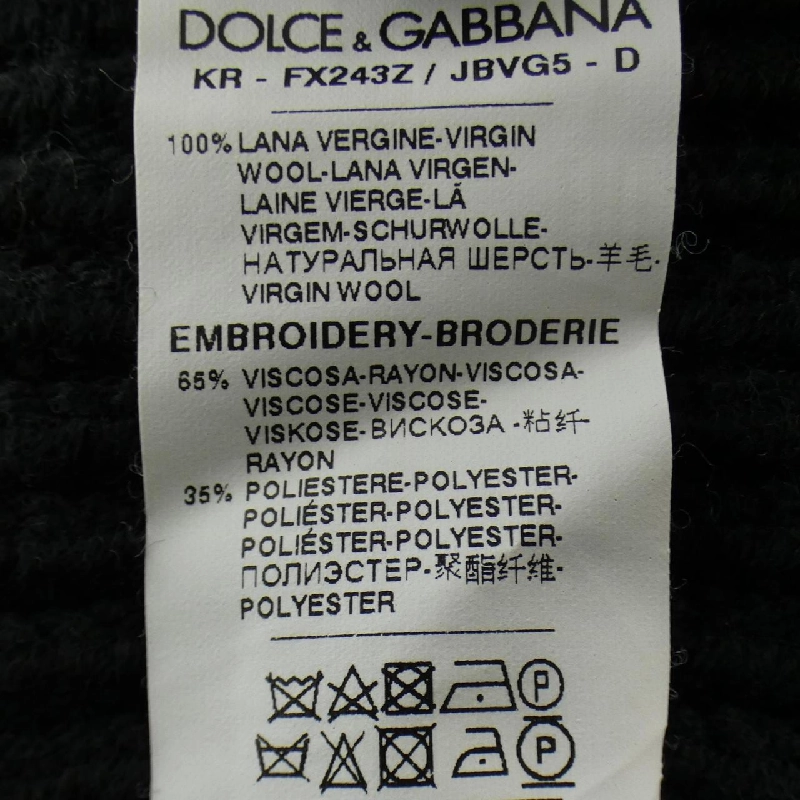 DOLCE & GABBANA
KR - FX243Z / JBVG5 - D
100% LANA VERGINE-VIRGIN
WOOL-LANA VIRGEN-
LAINE VIERGE-LÃ
VIRGEM-SCHURWOLLE-
НАТУРАЛЬНАЯ ШЕРСТЬ-羊毛-
VIRGIN WOOL
EMBROIDERY-BRODERIE
65% VISCOSA-RAYON-VISCOSA-
VISCOSE-VISCOSE-
VISKOSE-ВИСКОЗА-粘纤-
RAYON
35% POLIESTERE-POLYESTER-
POLIÉSTER-POLYESTER-
POLIÉSTER-POLYESTER-
ПОЛИЭСТЕР-聚酯纤维-
POLYESTER
P
P